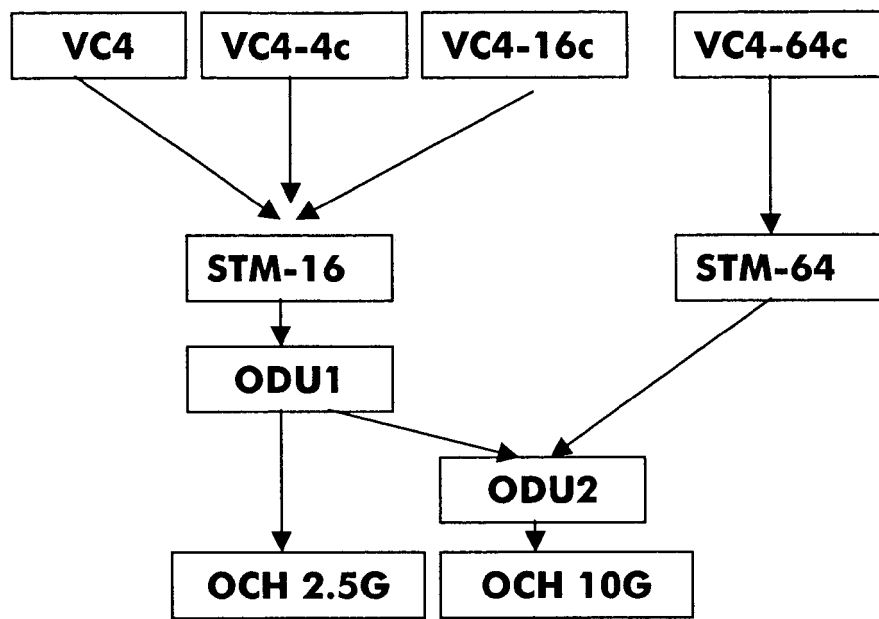 VC4
VC4-4c
VC4-16c
VC4-64c
STM-16
STM-64
ODU1
ODU2
OCH 2.5G
OCH 10G